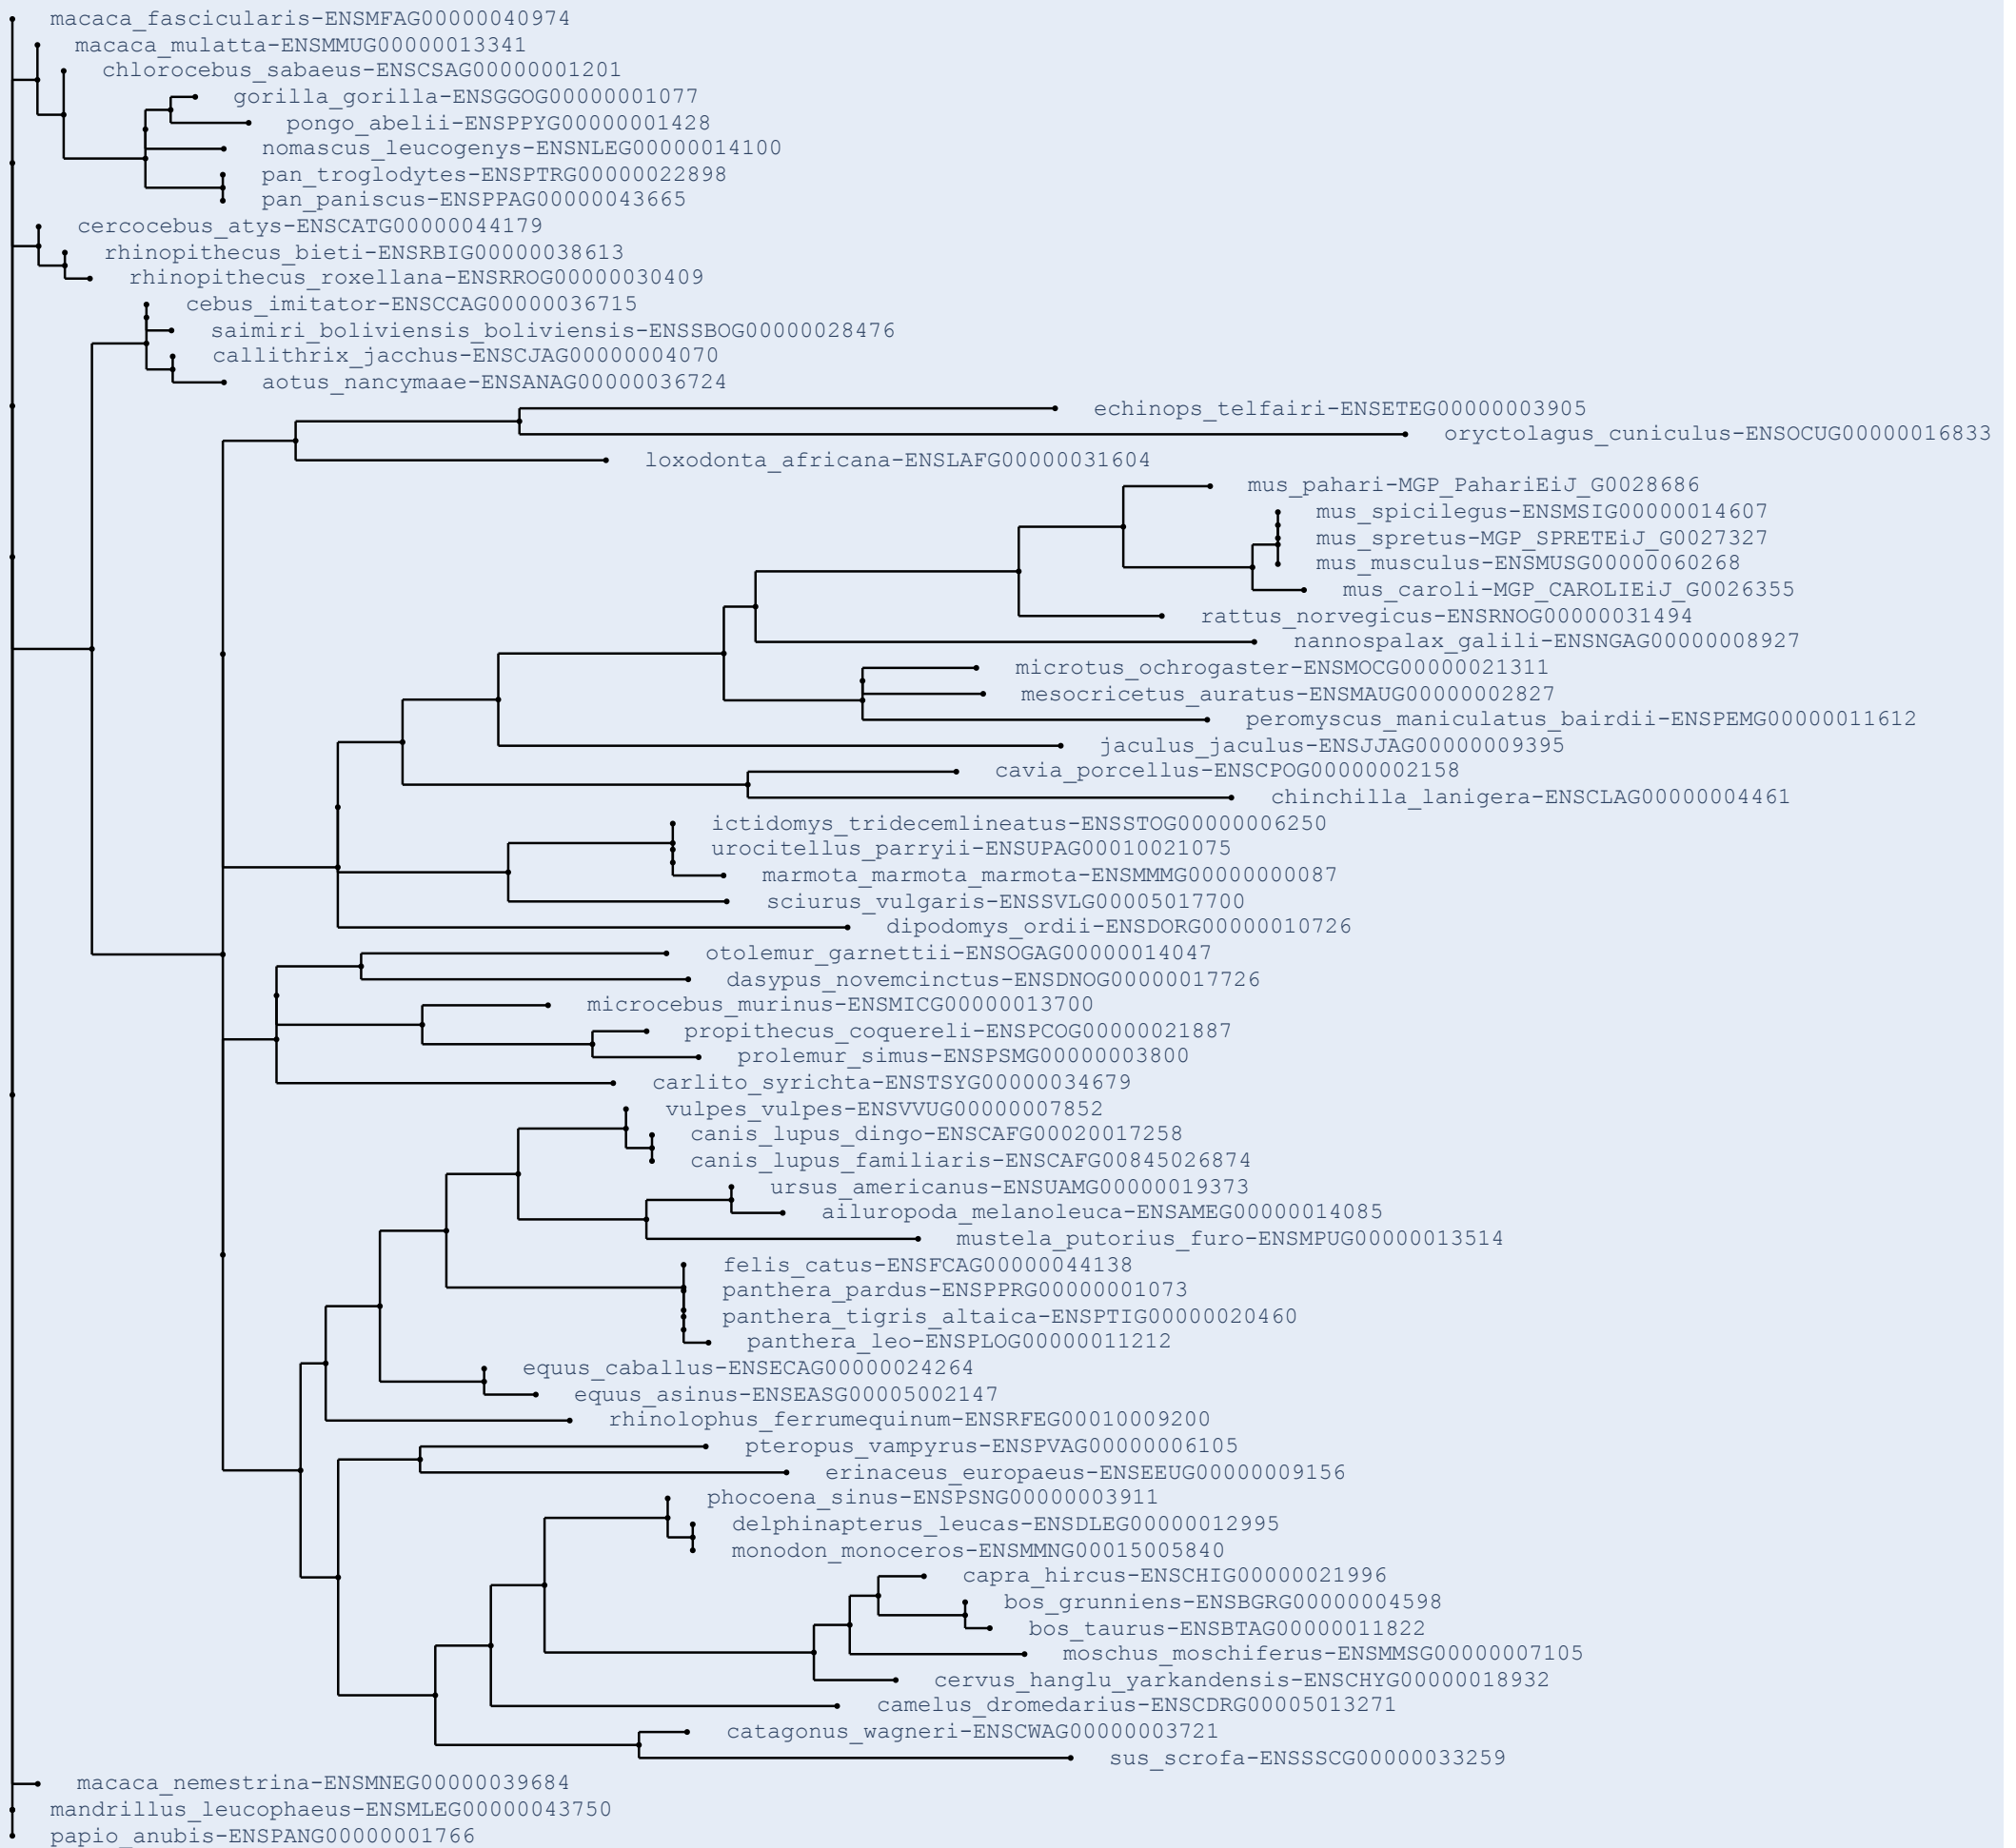 macaca_fascicularis-ENSMFAG00000040974
macaca_mulatta-ENSMMUG00000013341
chlorocebus_sabaeus-ENSCSAG00000001201
gorilla_gorilla-ENSGGOG00000001077
pongo_abelii-ENSPPYG00000001428
nomascus_leucogenys-ENSNLEG00000014100
pan_troglodytes-ENSPTRG00000022898
pan_paniscus-ENSPPAG00000043665
cercocebus_atys-ENSCATG00000044179
rhinopithecus_bieti-ENSRBIG00000038613
rhinopithecus_roxellana-ENSRROG00000030409
cebus_imitator-ENSCCAG00000036715
saimiri_boliviensis_boliviensis-ENSSBOG00000028476
callithrix_jacchus-ENSCJAG00000004070
aotus_nancymaae-ENSANAG00000036724
echinops_telfairi-ENSETEG00000003905
oryctolagus_cuniculus-ENSOCUG00000016833
loxodonta_africana-ENSLAFG00000031604
mus_pahari-MGP_PahariEiJ_G0028686
mus_spicilegus-ENSMSIG00000014607
mus_spretus-MGP_SPRETEiJ_G0027327
mus_musculus-ENSMUSG00000060268
mus_caroli-MGP_CAROLIEiJ_G0026355
rattus_norvegicus-ENSRNOG00000031494
nannospalax_galili-ENSNGAG00000008927
microtus_ochrogaster-ENSMOCG00000021311
mesocricetus_auratus-ENSMAUG00000002827
peromyscus_maniculatus_bairdii-ENSPEMG00000011612
jaculus_jaculus-ENSJJAG00000009395
cavia_porcellus-ENSCPOG00000002158
chinchilla_lanigera-ENSCLAG00000004461
ictidomys_tridecemlineatus-ENSSTOG00000006250
urocitellus_parryii-ENSUPAG00010021075
marmota_marmota_marmota-ENSMMMG00000000087
sciurus_vulgaris-ENSSVLG00005017700
dipodomys_ordii-ENSDORG00000010726
otolemur_garnettii-ENSOGAG00000014047
dasypus_novemcinctus-ENSDNOG00000017726
microcebus_murinus-ENSMICG00000013700
propithecus_coquereli-ENSPCOG00000021887
prolemur_simus-ENSPSMG00000003800
carlito_syrichta-ENSTSYG00000034679
vulpes_vulpes-ENSVVUG00000007852
canis_lupus_dingo-ENSCAFG00020017258
canis_lupus_familiaris-ENSCAFG00845026874
ursus_americanus-ENSUAMG00000019373
ailuropoda_melanoleuca-ENSAMEG00000014085
mustela_putorius_furo-ENSMPUG00000013514
felis_catus-ENSFCAG00000044138
panthera_pardus-ENSPPRG00000001073
panthera_tigris_altaica-ENSPTIG00000020460
panthera_leo-ENSPLOG00000011212
equus_caballus-ENSECAG00000024264
equus_asinus-ENSEASG00005002147
rhinolophus_ferrumequinum-ENSRFEG00010009200
pteropus_vampyrus-ENSPVAG00000006105
erinaceus_europaeus-ENSEEUG00000009156
phocoena_sinus-ENSPSNG00000003911
delphinapterus_leucas-ENSDLEG00000012995
monodon_monoceros-ENSMMNG00015005840
capra_hircus-ENSCHIG00000021996
bos_grunniens-ENSBGRG00000004598
bos_taurus-ENSBTAG00000011822
moschus_moschiferus-ENSMMSG00000007105
cervus_hanglu_yarkandensis-ENSCHYG00000018932
camelus_dromedarius-ENSCDRG00005013271
catagonus_wagneri-ENSCWAG00000003721
sus_scrofa-ENSSSCG00000033259
macaca_nemestrina-ENSMNEG00000039684
mandrillus_leucophaeus-ENSMLEG00000043750
papio_anubis-ENSPANG00000001766